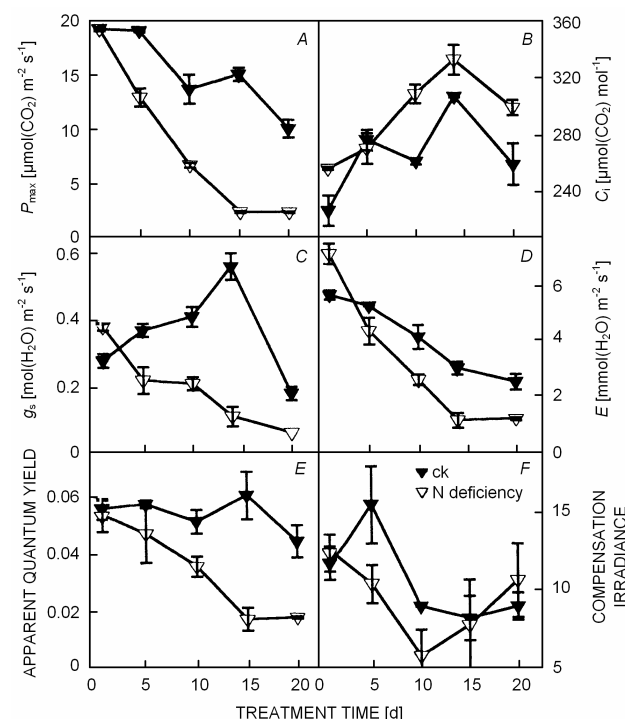 20
15
10
5
0
P max [µmol(CO2) m-2 s-1]
A
B
360
320
280
240
Ci [µmol(CO2) mol-1]
0.6
0.4
0.2
0
gs [mol(H2O) m-2 s-1]
C
D
6
4
2
0
E [mmol(H2O) m-2 s-1]
0.06
0.04
0.02
0
APPARENT QUANTUM YIELD
E
F
ck
N deficiency
15
10
5
COMPENSATION
IRRADIANCE
0 5 10 15 20 0 5 10 15 20
TREATMENT TIME [d]